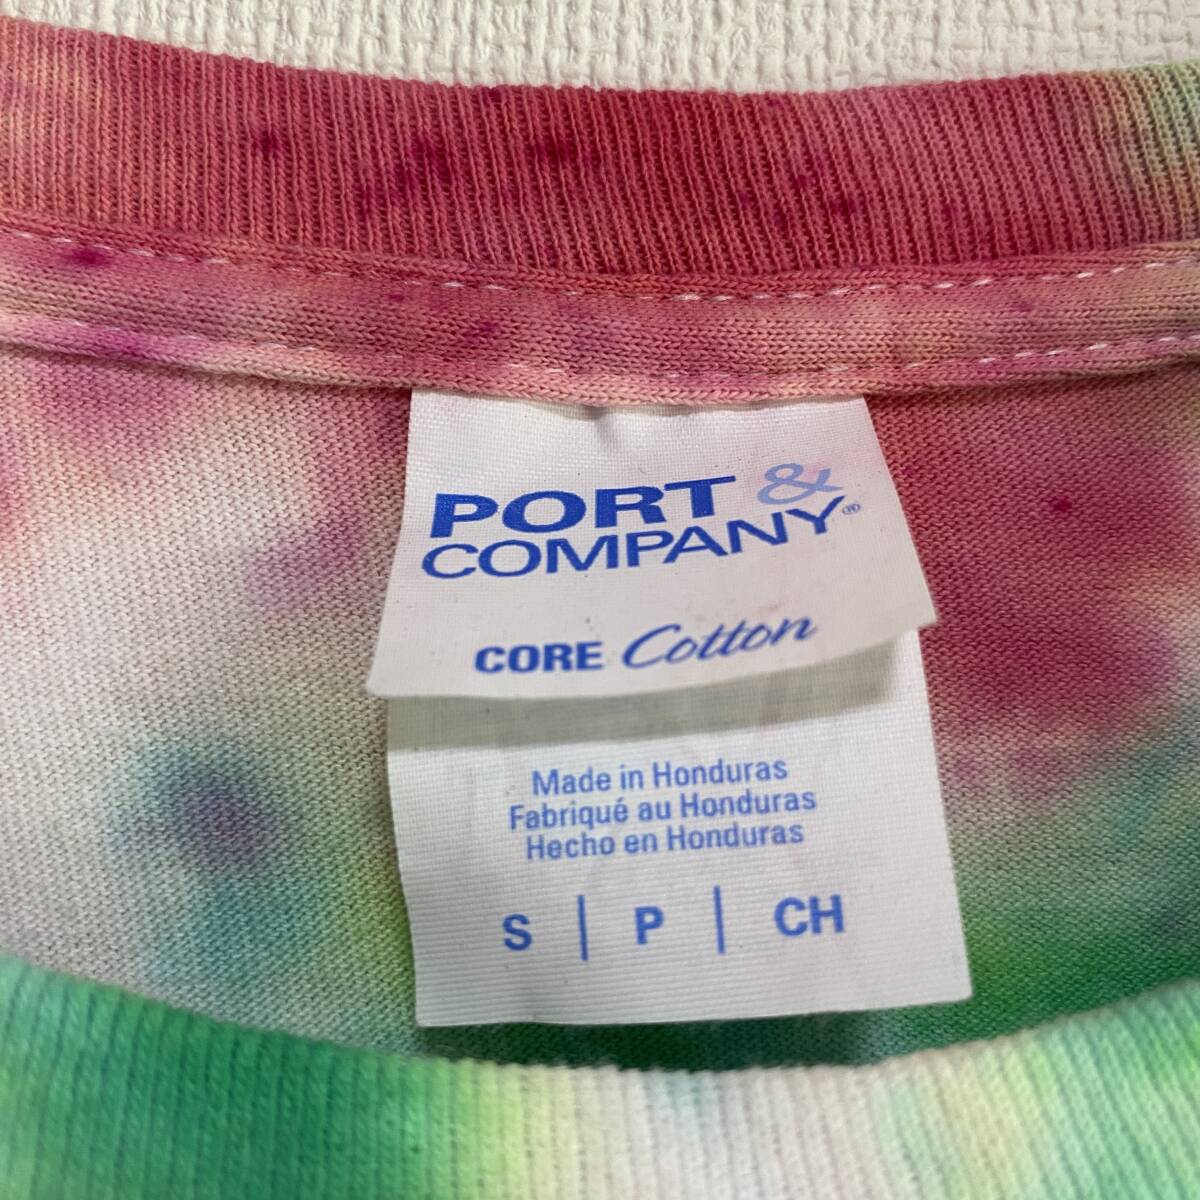 PORT &
COMPANY®
CORE Cotton
Made in Honduras
Fabriqué au Honduras
Hecho en Honduras
S | P | CH